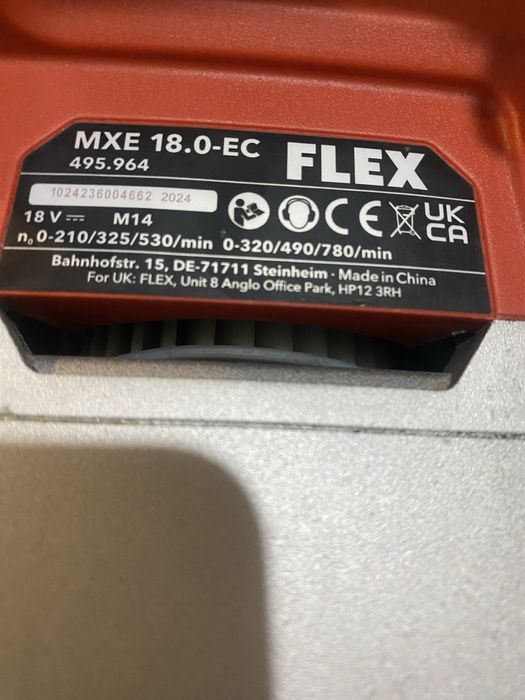 MXE 18.0-EC
495.964
FLEX
1024236004662 2024
18 V M14
n₀ 0-210/325/530/min 0-320/490/780/min
CE
UK
CA
Bahnhofstr. 15, DE-71711 Steinheim · Made in China
For UK: FLEX, Unit 8 Anglo Office Park, HP12 3RH